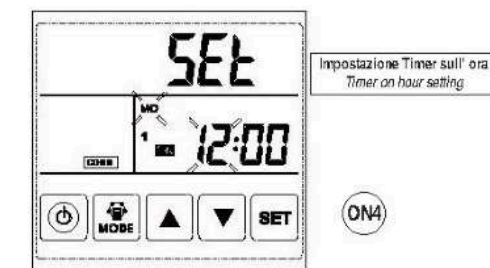 SEt
Impostazione Timer sull' ora
Timer on hour setting
MO
1
12:00
MODE
SET
ON4